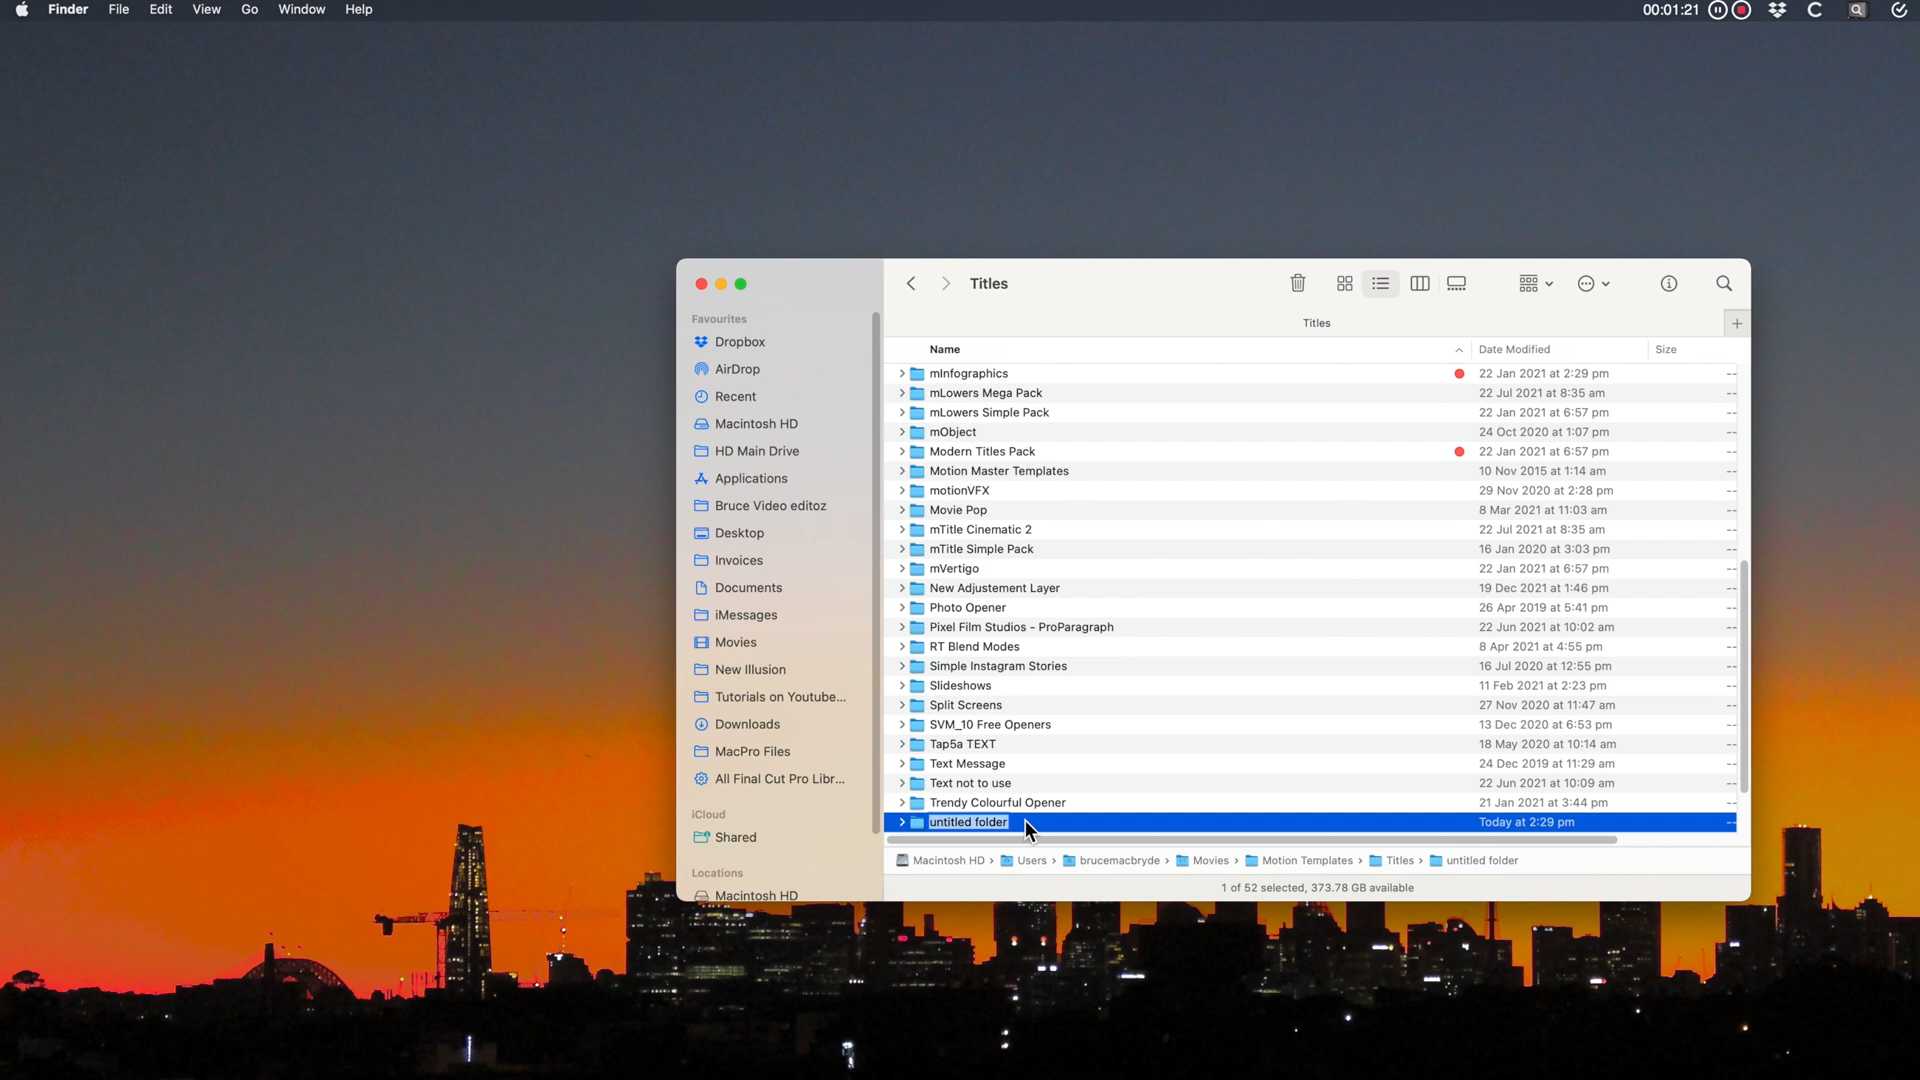 Finder File Edit View Go Window Help 00:01:21
Titles
Favourites
Dropbox
AirDrop
Recent
Macintosh HD
HD Main Drive
Applications
Bruce Video editoz
Desktop
Invoices
Documents
iMessages
Movies
New Illusion
Tutorials on Youtube...
Downloads
MacPro Files
All Final Cut Pro Libr...
iCloud
Shared
Locations
Macintosh HD
Titles
Name Date Modified Size
mInfographics 22 Jan 2021 at 2:29 pm --
mLowers Mega Pack 22 Jul 2021 at 8:35 am --
mLowers Simple Pack 22 Jan 2021 at 6:57 pm --
mObject 24 Oct 2020 at 1:07 pm --
Modern Titles Pack 22 Jan 2021 at 6:57 pm --
Motion Master Templates 10 Nov 2015 at 1:14 am --
motionVFX 29 Nov 2020 at 2:28 pm --
Movie Pop 8 Mar 2021 at 11:03 am --
mTitle Cinematic 2 22 Jul 2021 at 8:35 am --
mTitle Simple Pack 16 Jan 2020 at 3:03 pm --
mVertigo 22 Jan 2021 at 6:57 pm --
New Adjustement Layer 19 Dec 2021 at 1:46 pm --
Photo Opener 26 Apr 2019 at 5:41 pm --
Pixel Film Studios - ProParagraph 22 Jun 2021 at 10:02 am --
RT Blend Modes 8 Apr 2021 at 4:55 pm --
Simple Instagram Stories 16 Jul 2020 at 12:55 pm --
Slideshows 11 Feb 2021 at 2:23 pm --
Split Screens 27 Nov 2020 at 11:47 am --
SVM_10 Free Openers 13 Dec 2020 at 6:53 pm --
Tap5a TEXT 18 May 2020 at 10:14 am --
Text Message 24 Dec 2019 at 11:29 am --
Text not to use 22 Jun 2021 at 10:09 am --
Trendy Colourful Opener 21 Jan 2021 at 3:44 pm --
untitled folder Today at 2:29 pm --
Macintosh HD › Users › brucemacbryde › Movies › Motion Templates › Titles › untitled folder
1 of 52 selected, 373.78 GB available